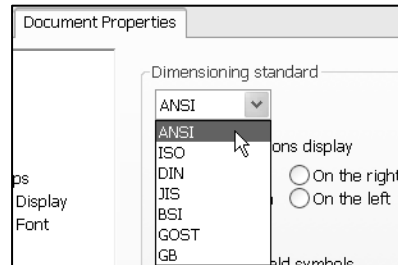 Document Properties
Dimensioning standard
ANSI
ANSI
ISO
ons display
DIN
On the right
ps
JIS
Display
On the left
BSI
Font
GOST
GB